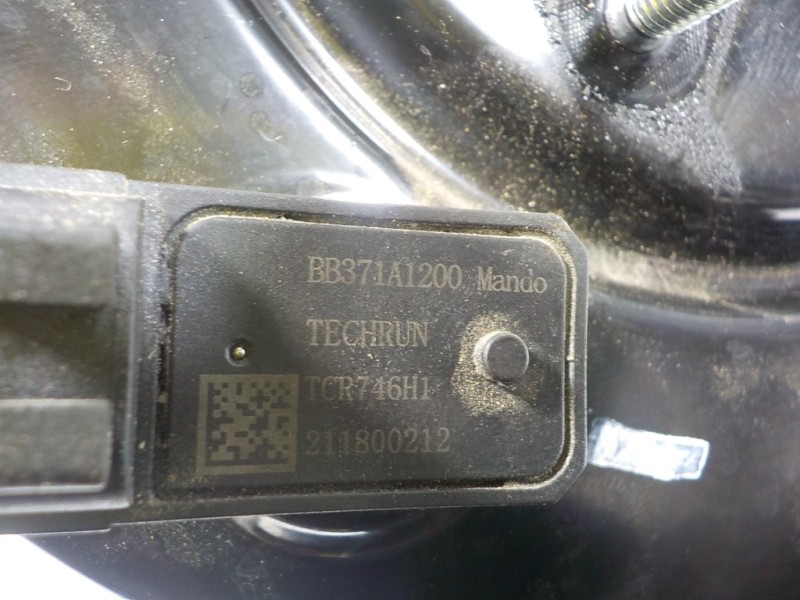 BB371A1200 Mando
TECHRUN
TCR746H1
211800212